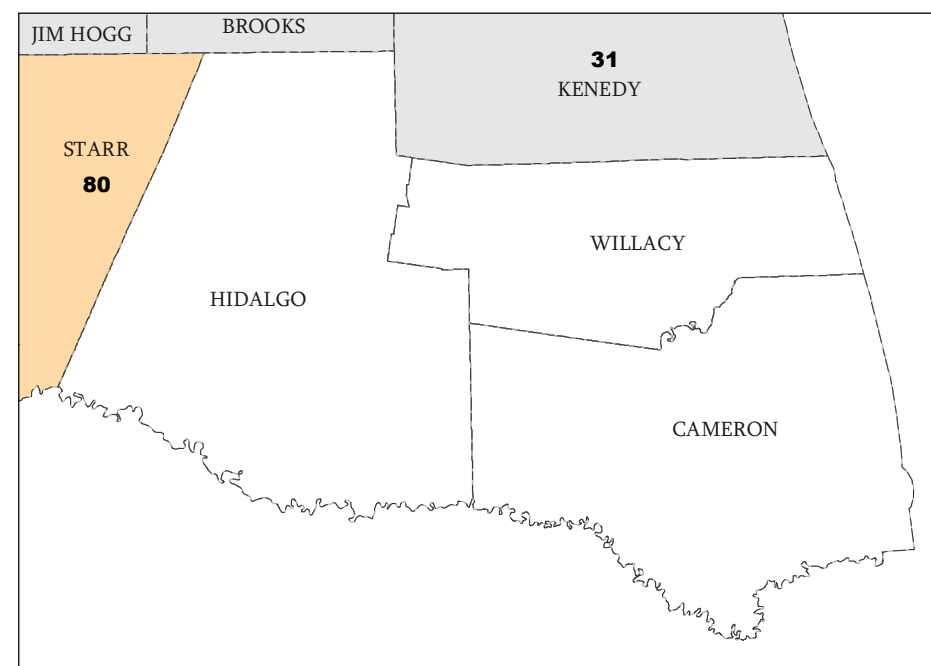 JIM HOGG
BROOKS
31
KENEDY
STARR
80
WILLACY
HIDALGO
CAMERON